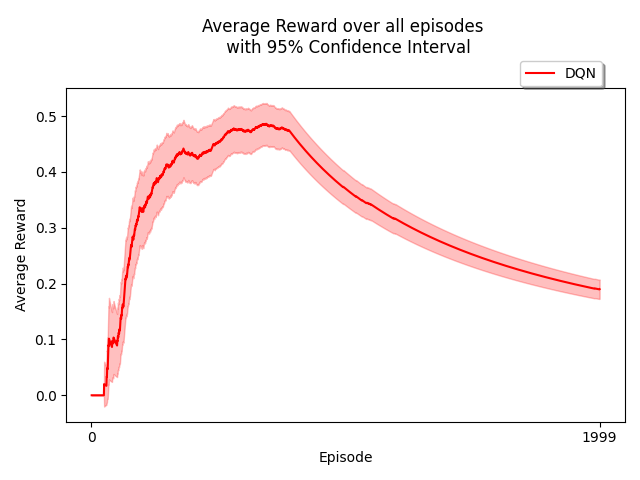 Average Reward over all episodes
with 95% Confidence Interval
DQN
0.5
0.4
0.3
0.2
0.1
0.0
Average Reward
0
1999
Episode